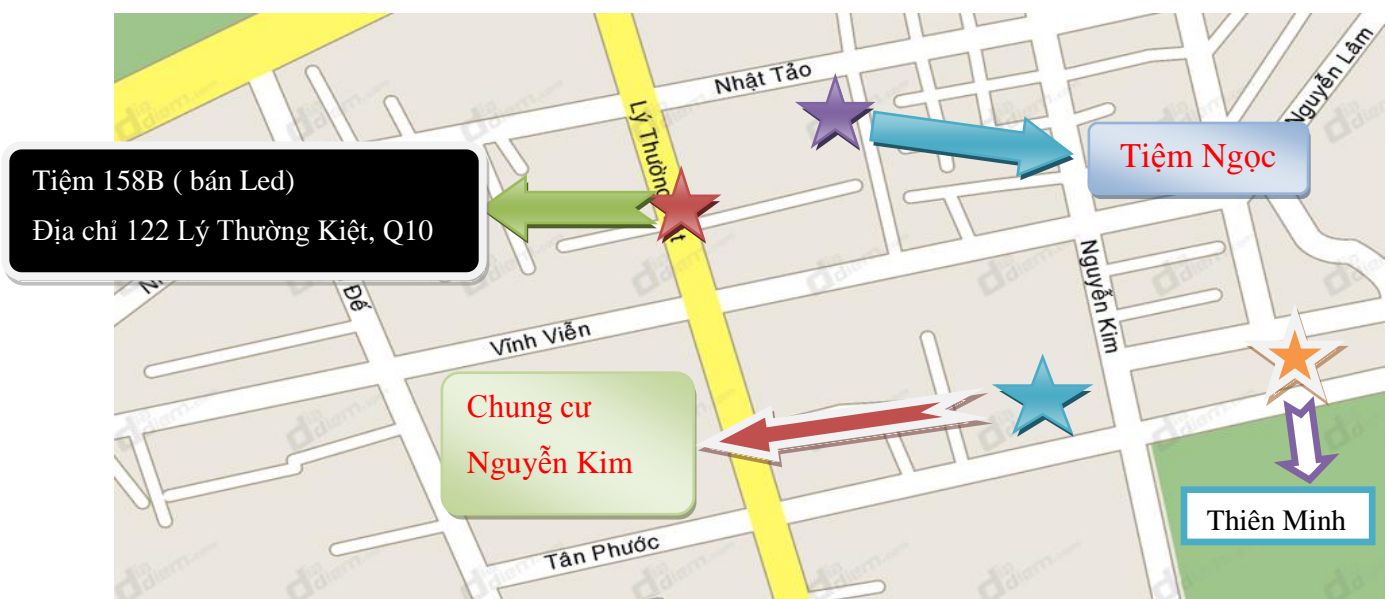 Nhật Tảo
Nguyễn Lâm
Lý Thường
t
Tiệm Ngọc
Tiệm 158B ( bán Led)
Địa chỉ 122 Lý Thường Kiệt, Q10
Đế
Nguyễn Kim
Vĩnh Viễn
Chung cư
Nguyễn Kim
Thiên Minh
Tân Phước